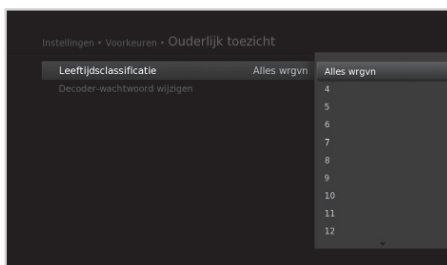 Instellingen • Voorkeuren • Ouderlijk toezicht
Leeftijdsclassificatie Alles wrgvn
Decoder-wachtwoord wijzigen
Alles wrgvn
4
5
6
7
8
9
10
11
12